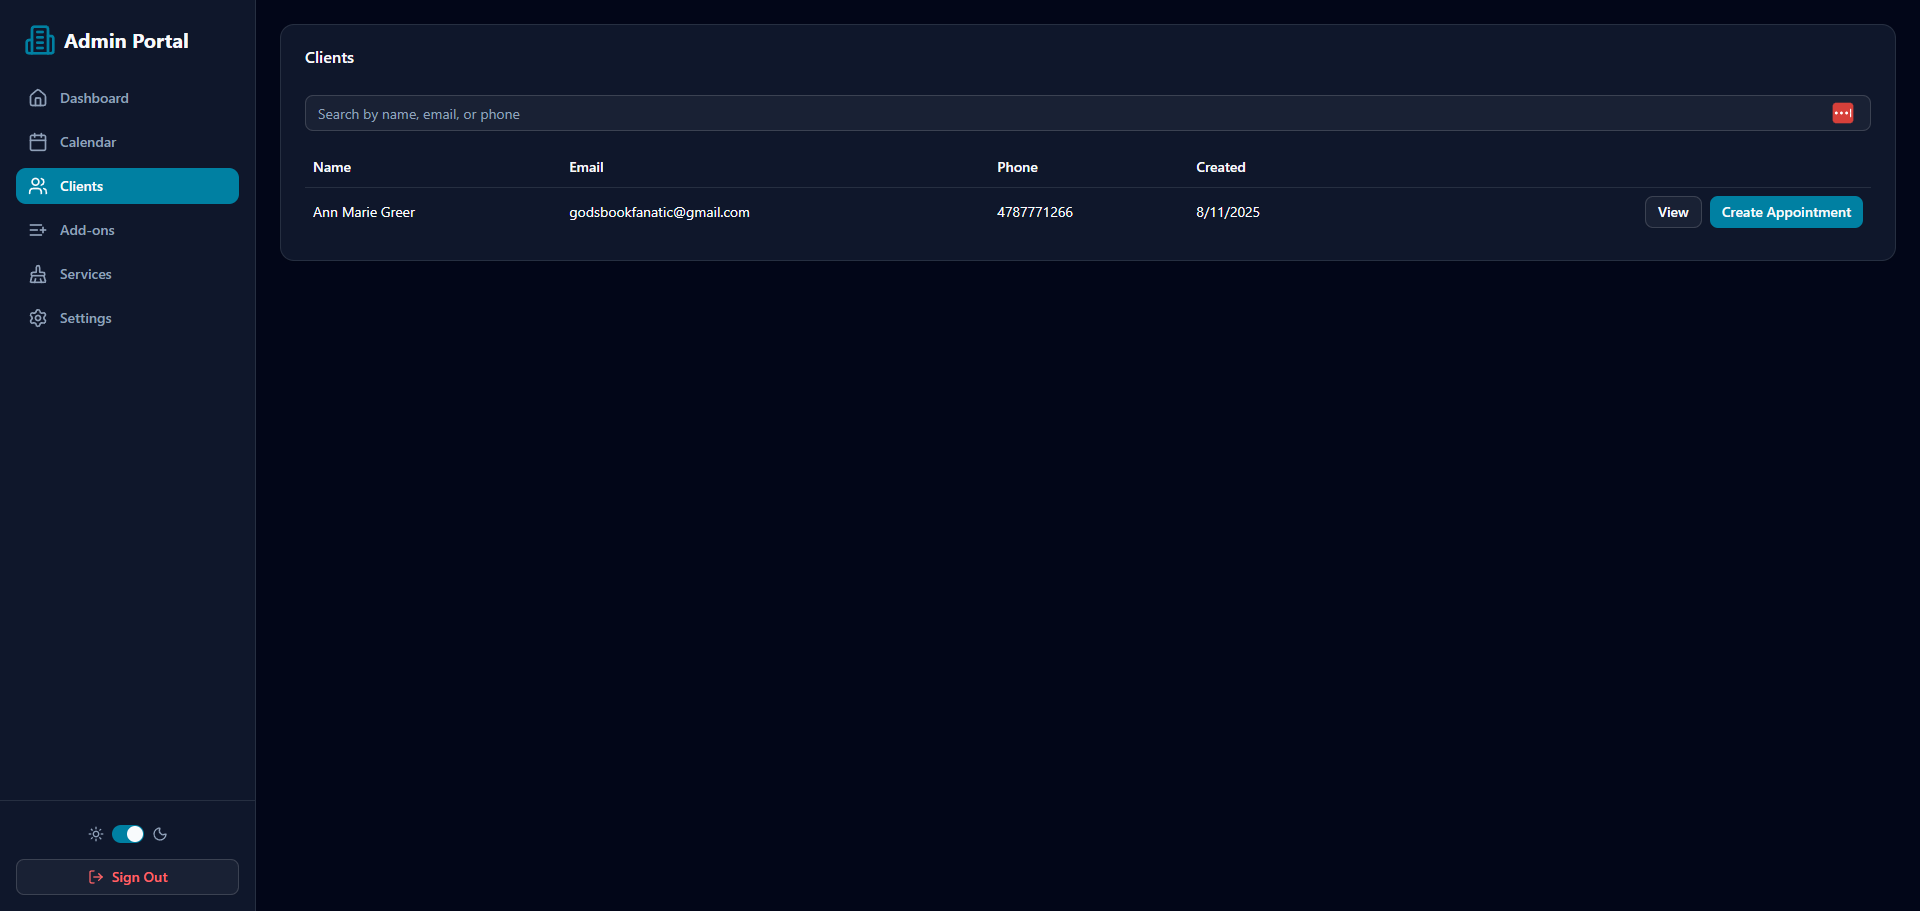 Admin Portal
Dashboard
Calendar
Clients
Add-ons
Services
Settings
Sign Out
Clients
Search by name, email, or phone
Name Email Phone Created
Ann Marie Greer godsbookfanatic@gmail.com 4787771266 8/11/2025 View Create Appointment